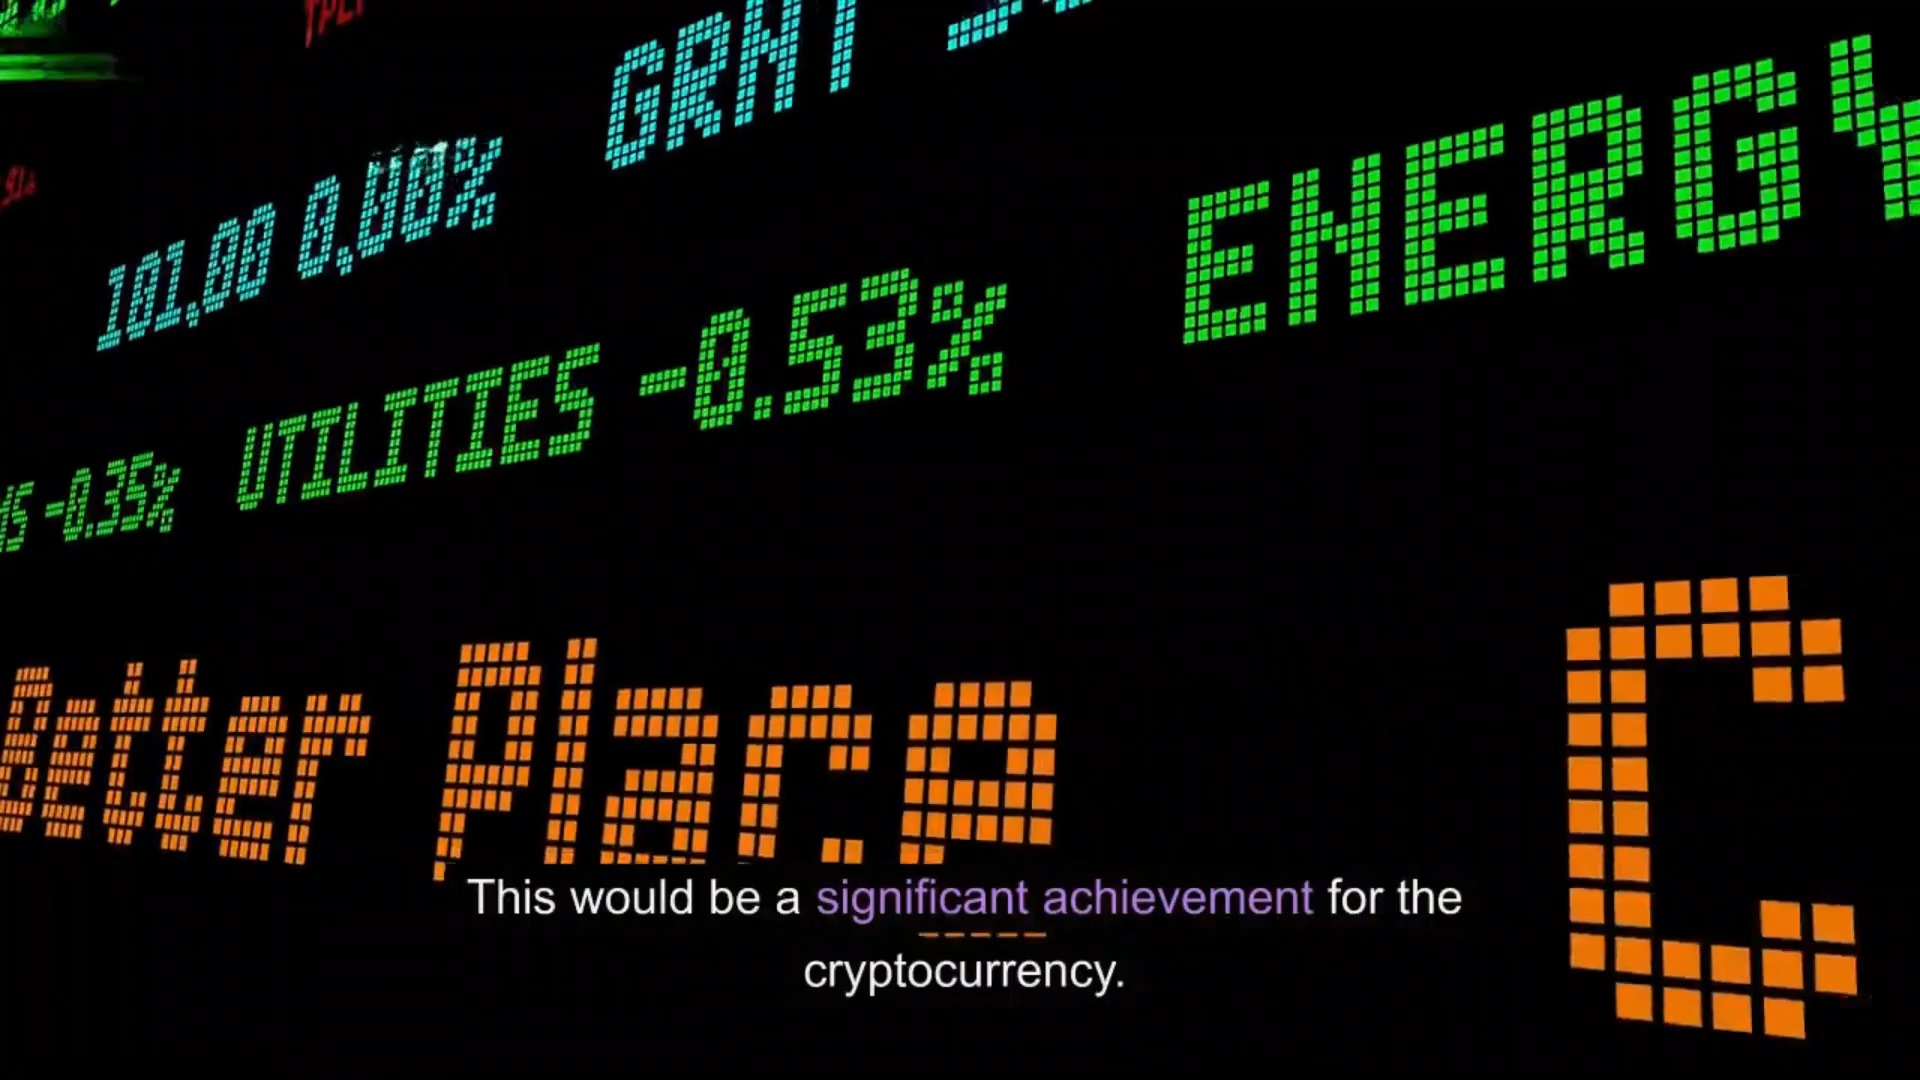 101,00 0,00% GRNT
UTILITIES -0.53% ENERGY
-0.35%
Better Place C
This would be a significant achievement for the
cryptocurrency.